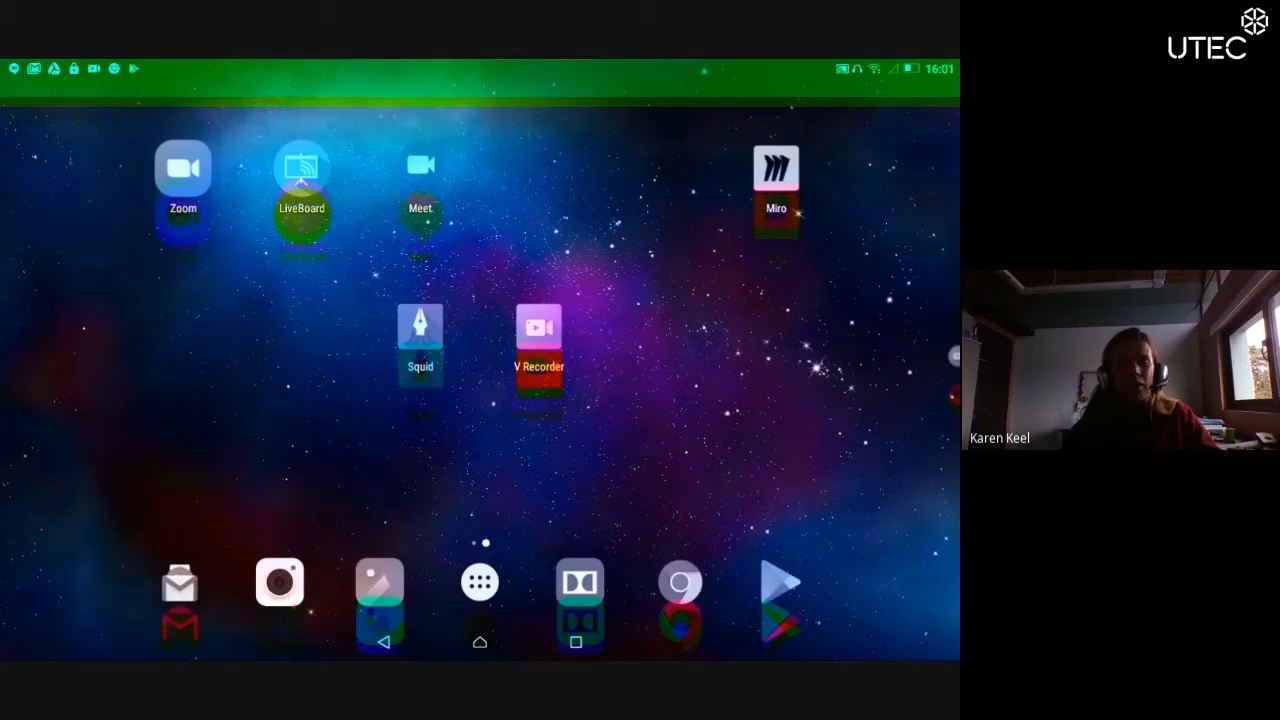 UTEC
16:01
Zoom
LiveBoard
Meet
Miro
Squid
V Recorder
Karen Keel